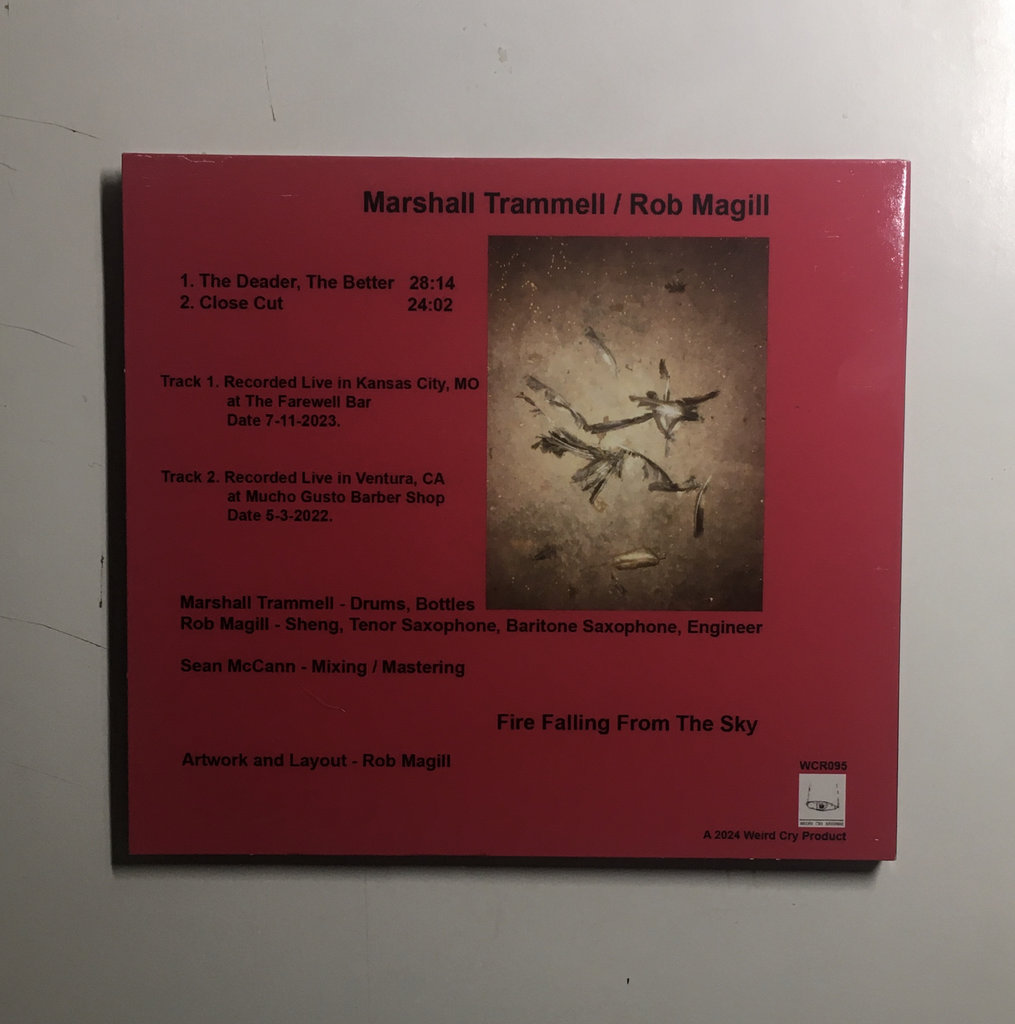 Marshall Trammell / Rob Magill
1. The Deader, The Better 28:14
2. Close Cut 24:02
Track 1. Recorded Live in Kansas City, MO
at The Farewell Bar
Date 7-11-2023.
Track 2. Recorded Live in Ventura, CA
at Mucho Gusto Barber Shop
Date 5-3-2022.
Marshall Trammell - Drums, Bottles
Rob Magill - Sheng, Tenor Saxophone, Baritone Saxophone, Engineer
Sean McCann - Mixing / Mastering
Fire Falling From The Sky
Artwork and Layout - Rob Magill
WCR095
A 2024 Weird Cry Product